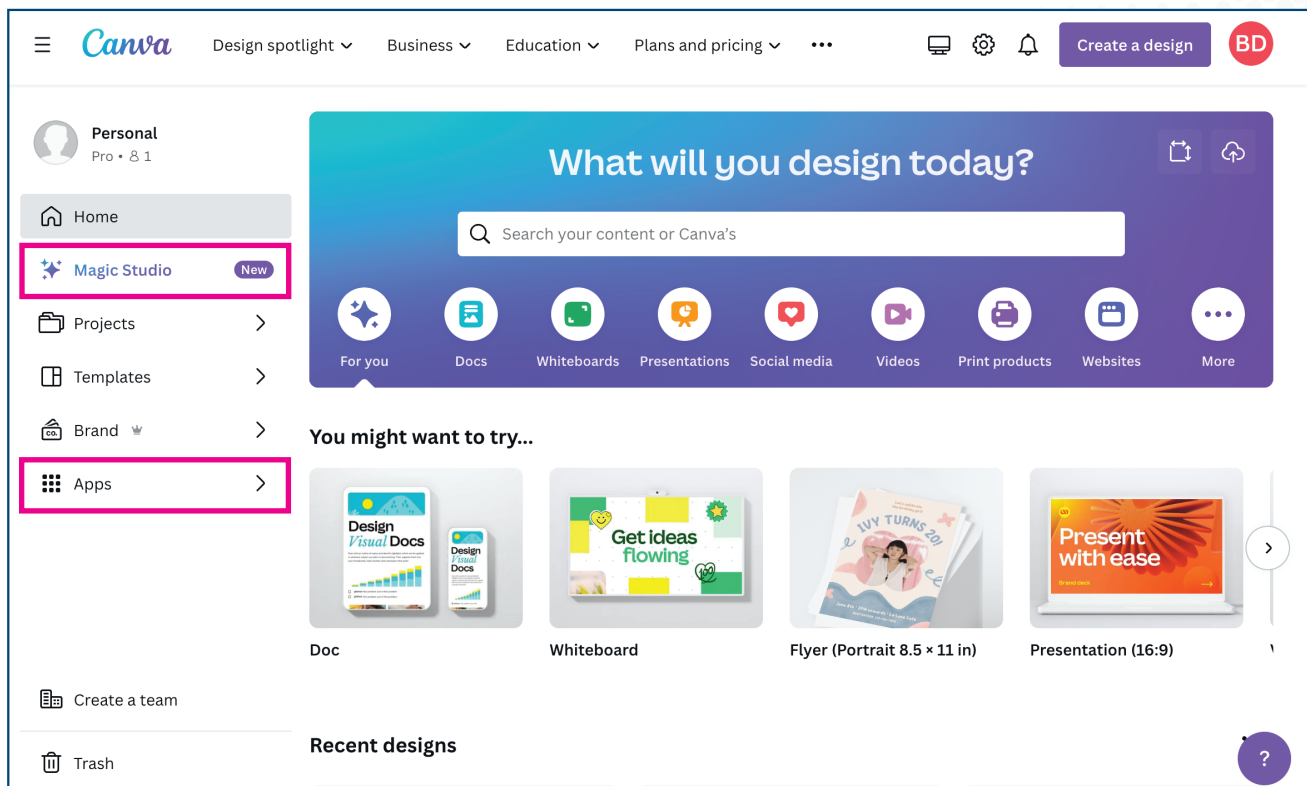 Canva
Design spotlight
Business
Education
Plans and pricing
Create a design
BD
Personal
Pro • 1
Home
Magic Studio
New
Projects
Templates
Brand
Apps
Create a team
Trash
What will you design today?
Search your content or Canva's
For you
Docs
Whiteboards
Presentations
Social media
Videos
Print products
Websites
More
You might want to try...
Design
Visual Docs
Design
Visual
Docs
Get ideas
flowing
IVY TURNS 20!
Present
with ease
Brand deck
Doc
Whiteboard
Flyer (Portrait 8.5 × 11 in)
Presentation (16:9)
Recent designs
?